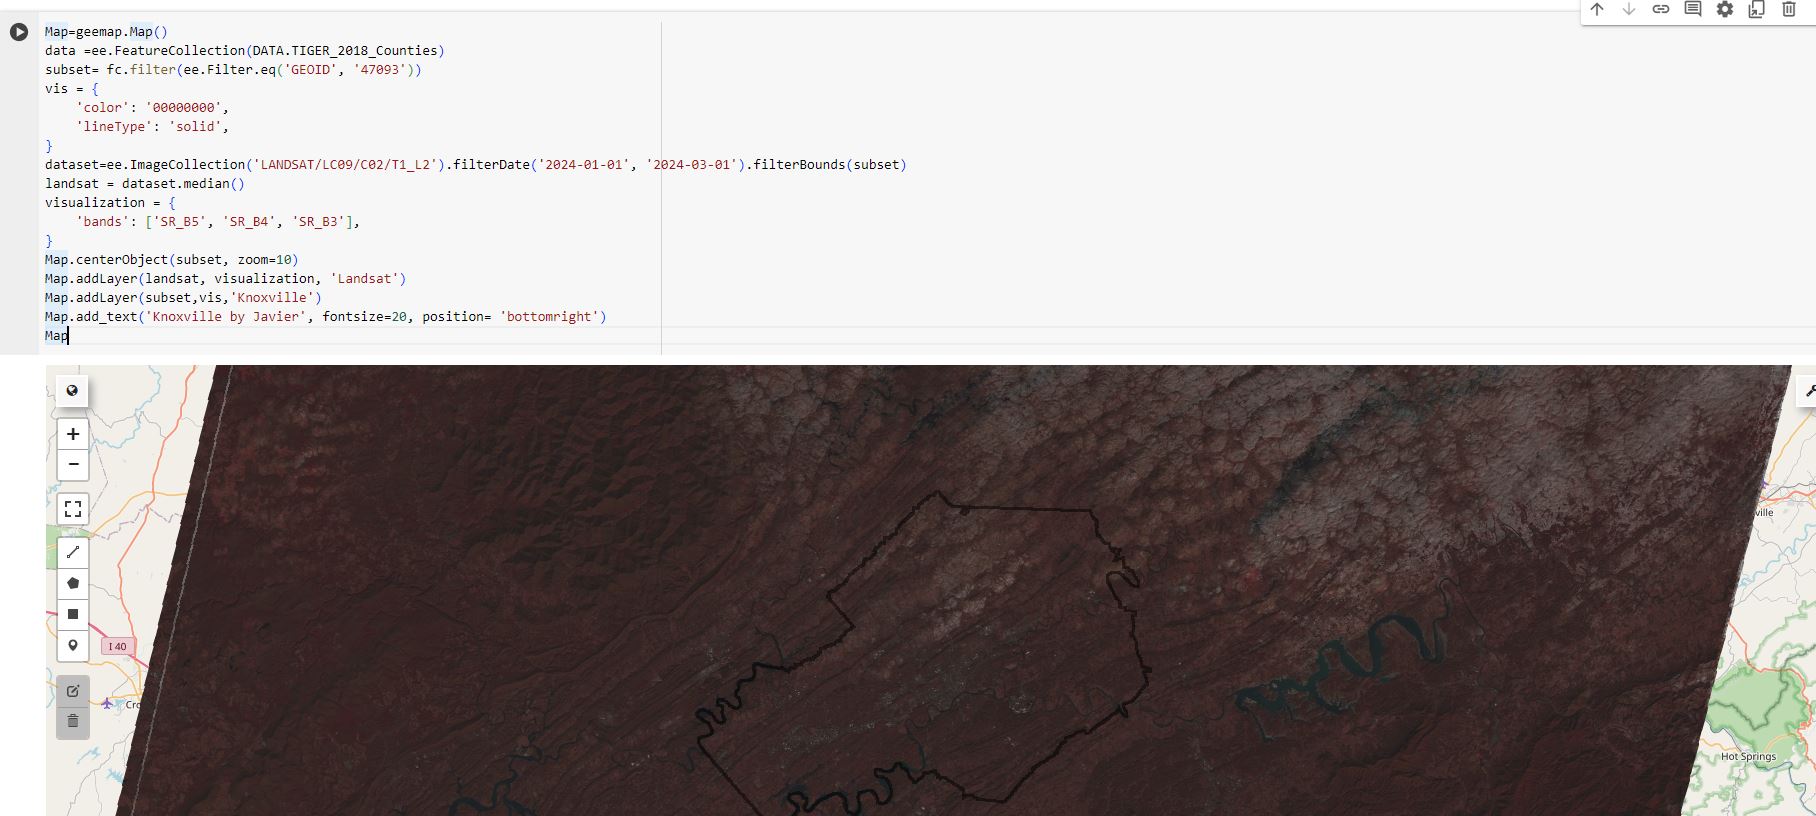 Map=geemap.Map()
data =ee.FeatureCollection(DATA.TIGER_2018_Counties)
subset= fc.filter(ee.Filter.eq('GEOID', '47093'))
vis = {
    'color': '00000000',
    'lineType': 'solid',
}
dataset=ee.ImageCollection('LANDSAT/LC09/C02/T1_L2').filterDate('2024-01-01', '2024-03-01').filterBounds(subset)
landsat = dataset.median()
visualization = {
    'bands': ['SR_B5', 'SR_B4', 'SR_B3'],
}
Map.centerObject(subset, zoom=10)
Map.addLayer(landsat, visualization, 'Landsat')
Map.addLayer(subset,vis,'Knoxville')
Map.add_text('Knoxville by Javier', fontsize=20, position= 'bottomright')
Map
+
−
ville
I 40
Cro
Hot Springs